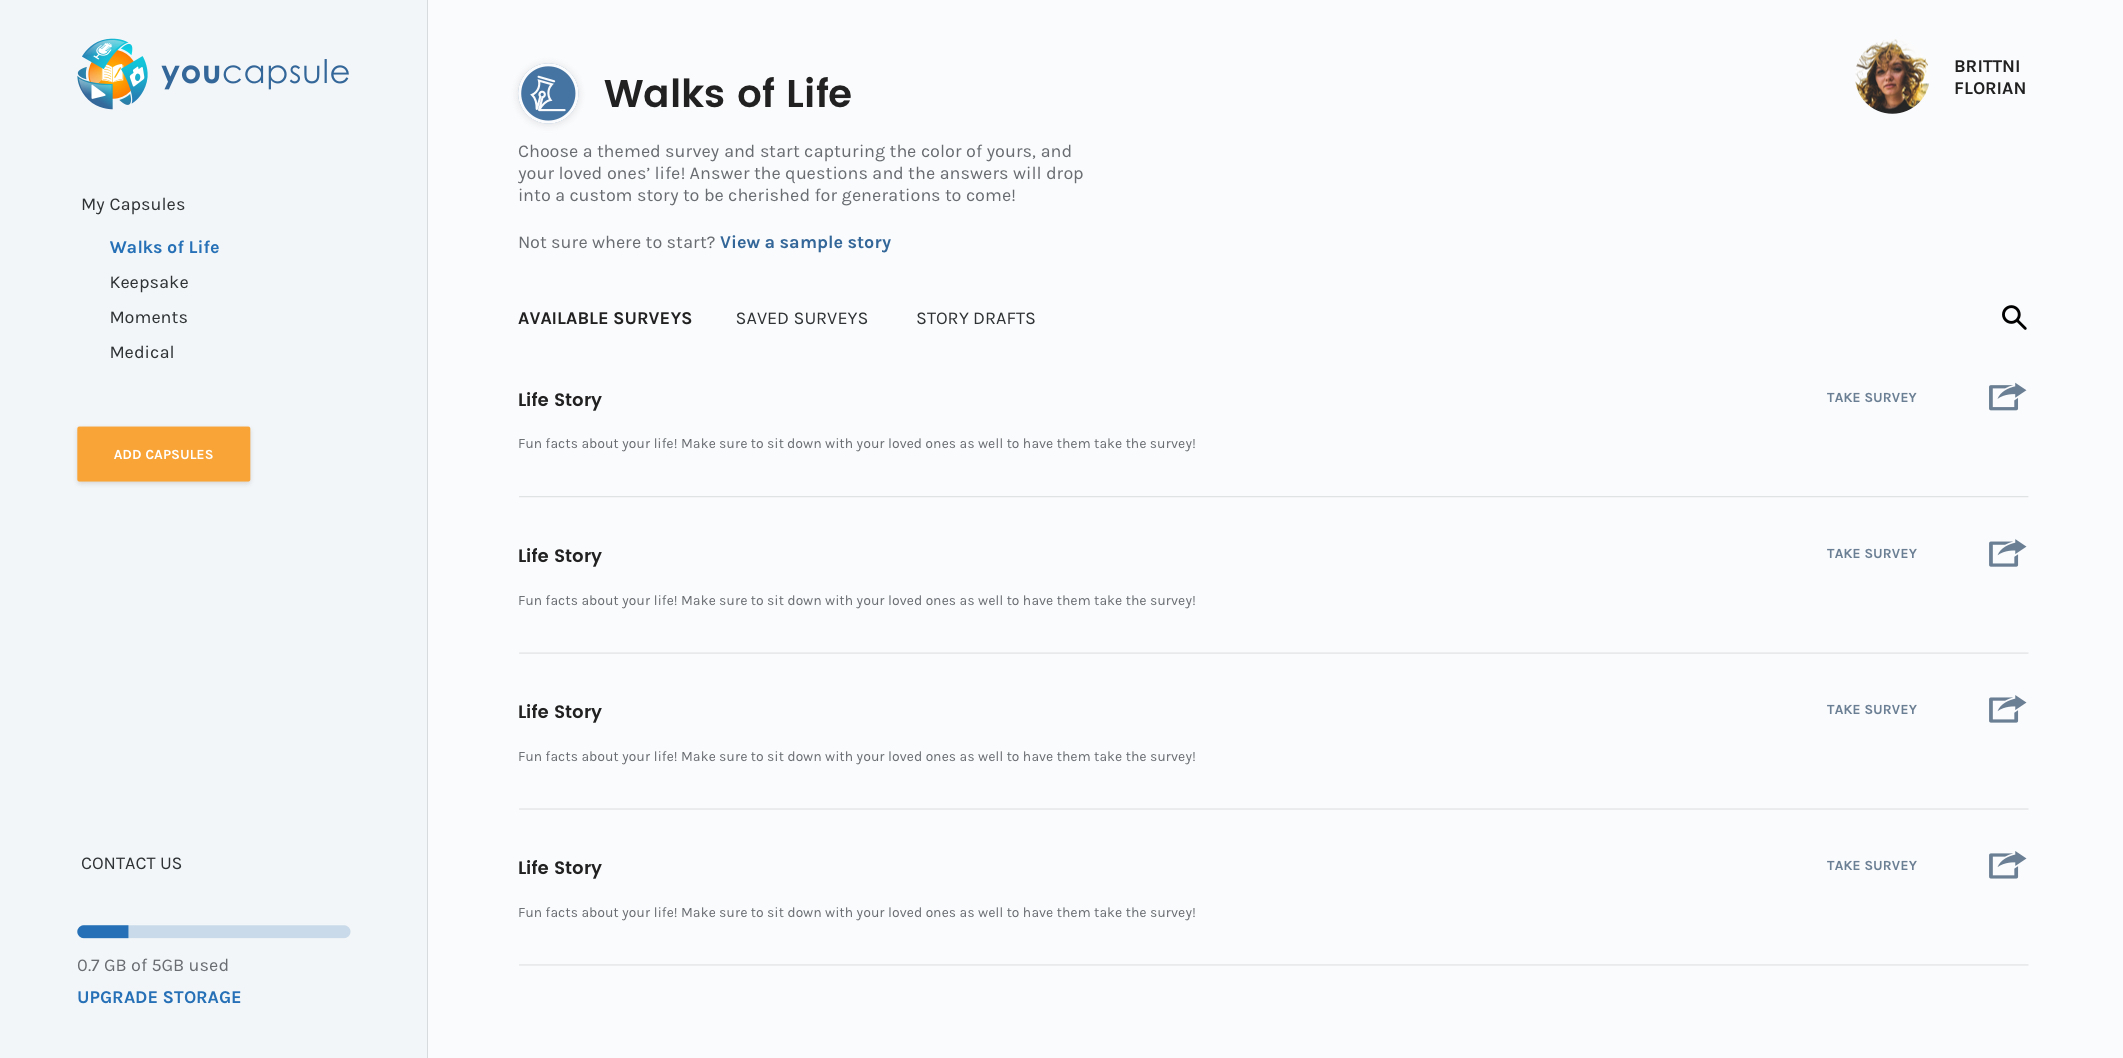 youcapsule
My Capsules
Walks of Life
Keepsake
Moments
Medical
ADD CAPSULES
CONTACT US
0.7 GB of 5GB used
UPGRADE STORAGE
Walks of Life
BRITTNI
FLORIAN
Choose a themed survey and start capturing the color of yours, and
your loved ones’ life! Answer the questions and the answers will drop
into a custom story to be cherished for generations to come!
Not sure where to start? View a sample story
AVAILABLE SURVEYS SAVED SURVEYS STORY DRAFTS
Life Story TAKE SURVEY
Fun facts about your life! Make sure to sit down with your loved ones as well to have them take the survey!
Life Story TAKE SURVEY
Fun facts about your life! Make sure to sit down with your loved ones as well to have them take the survey!
Life Story TAKE SURVEY
Fun facts about your life! Make sure to sit down with your loved ones as well to have them take the survey!
Life Story TAKE SURVEY
Fun facts about your life! Make sure to sit down with your loved ones as well to have them take the survey!